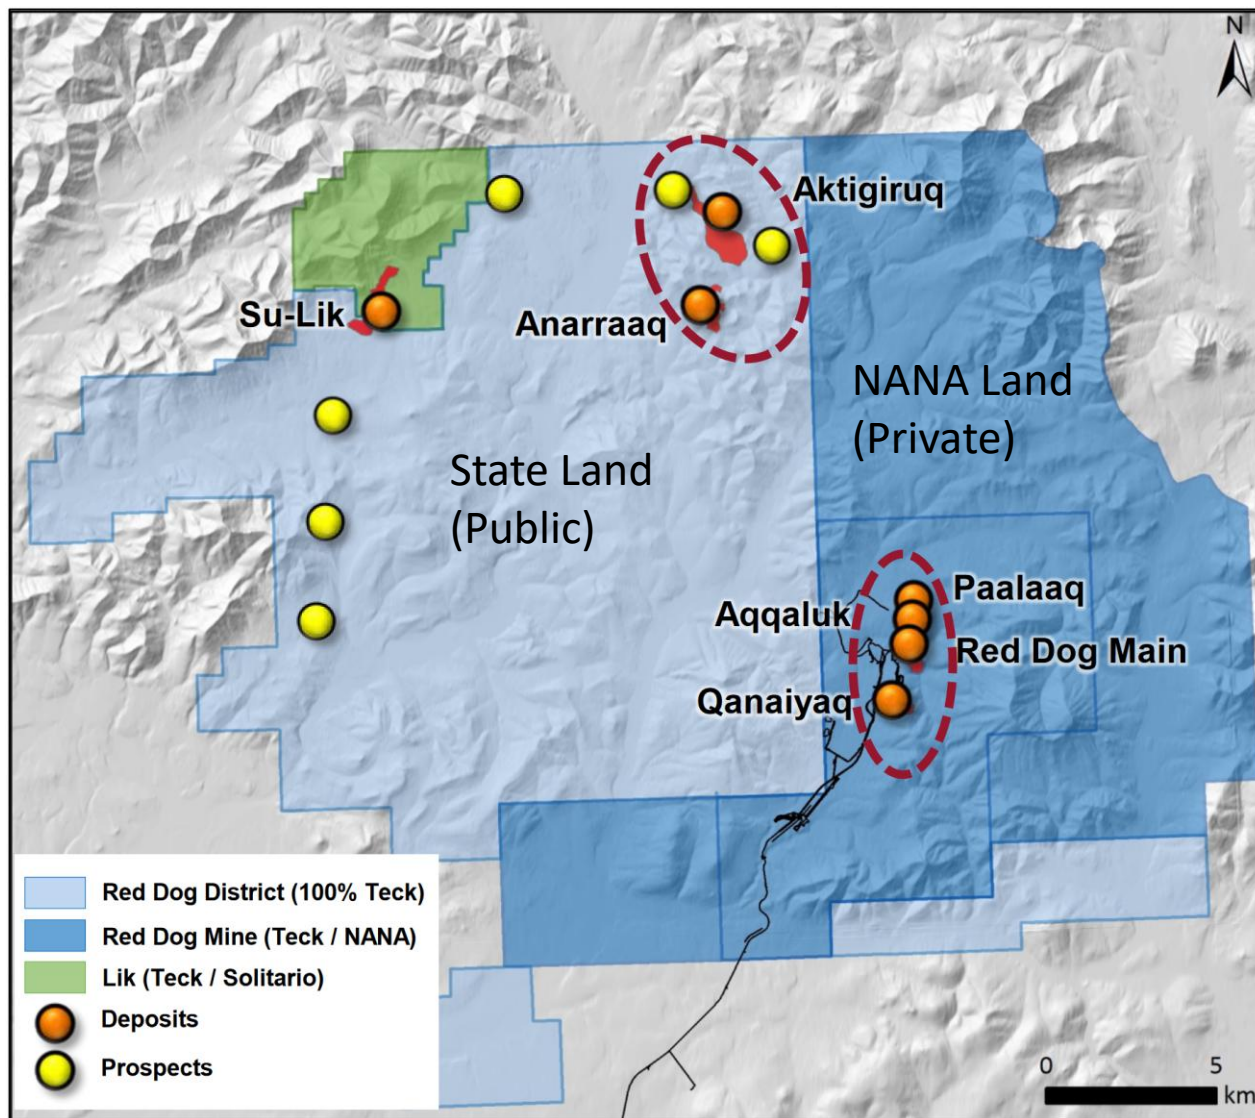 N
Aktigiruq
Su-Lik
Anarraaq
NANA Land
(Private)
State Land
(Public)
Paalaaq
Aqqaluk
Red Dog Main
Qanaiyaq
Red Dog District (100% Teck)
Red Dog Mine (Teck / NANA)
Lik (Teck / Solitario)
Deposits
Prospects
0 5
km